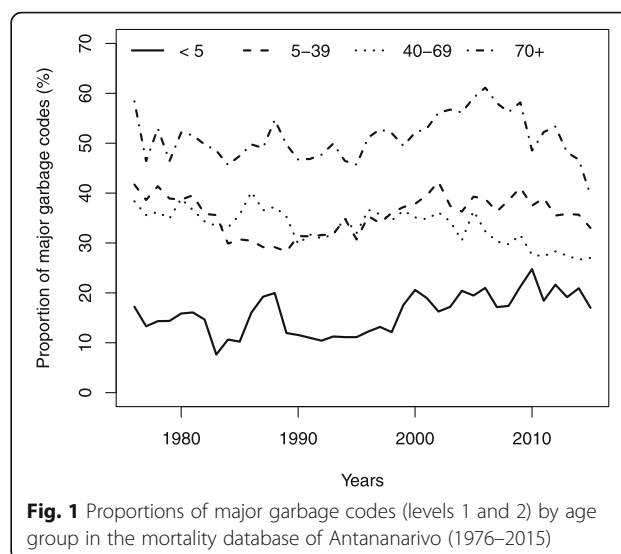 Proportion of major garbage codes (%)
70
60
50
40
30
20
10
0
< 5 5–39 40–69 70+
1980 1990 2000 2010
Years
Fig. 1 Proportions of major garbage codes (levels 1 and 2) by age
group in the mortality database of Antananarivo (1976–2015)